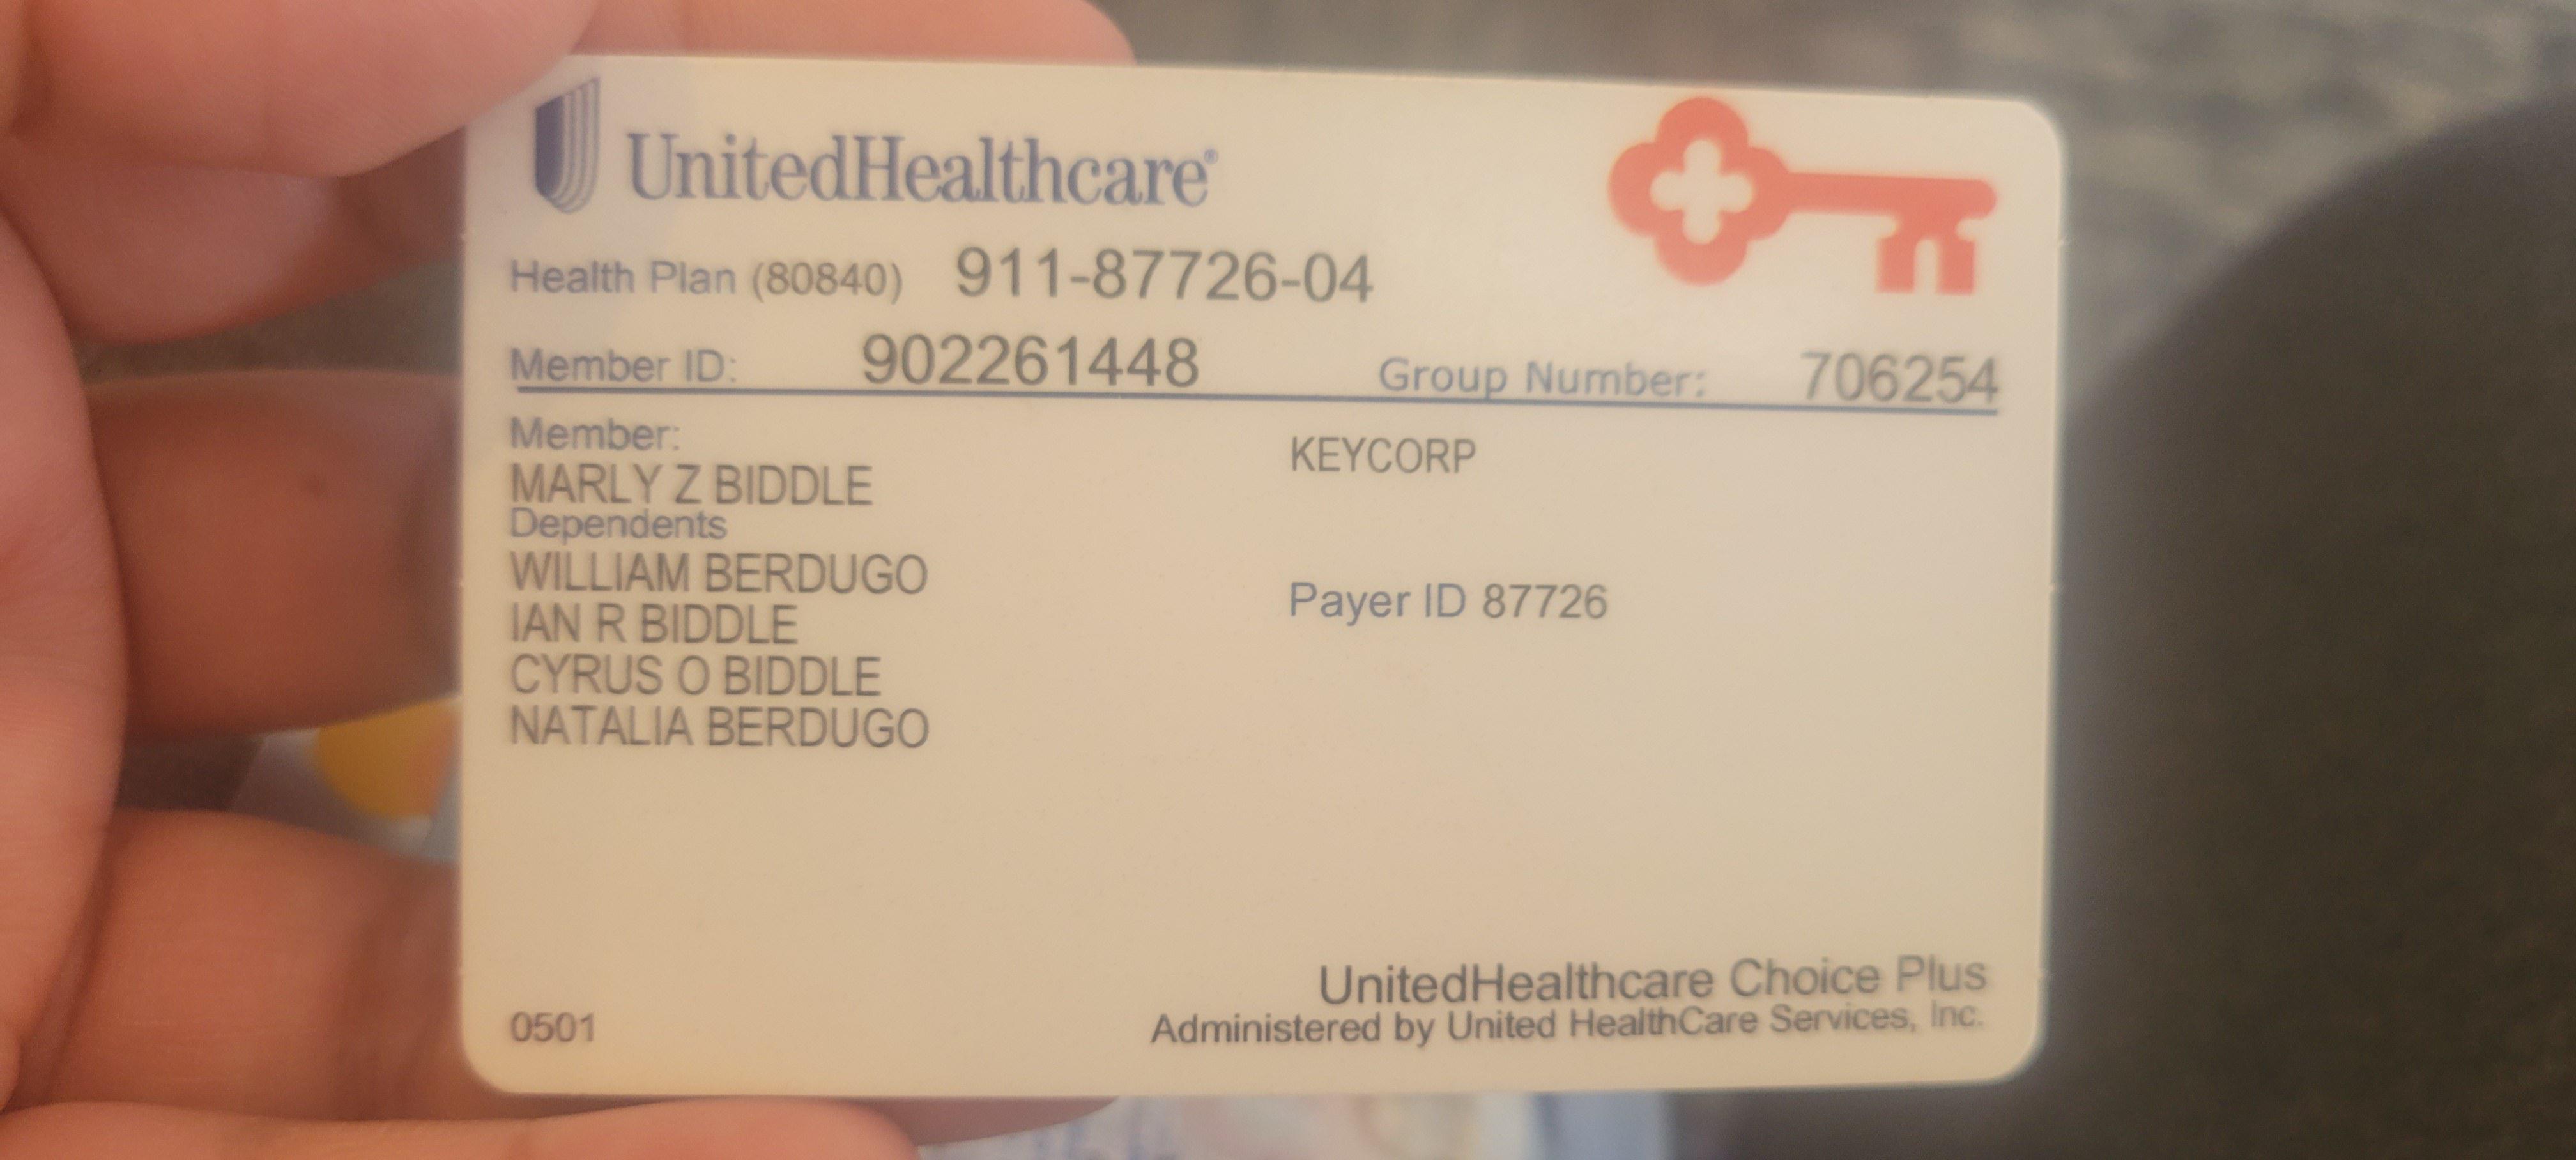 UnitedHealthcare®
Health Plan (80840) 911-87726-04
Member ID: 902261448 Group Number: 706254
Member:
MARLY Z BIDDLE
Dependents
WILLIAM BERDUGO
IAN R BIDDLE
CYRUS O BIDDLE
NATALIA BERDUGO
KEYCORP
Payer ID 87726
0501
UnitedHealthcare Choice Plus
Administered by United HealthCare Services, Inc.